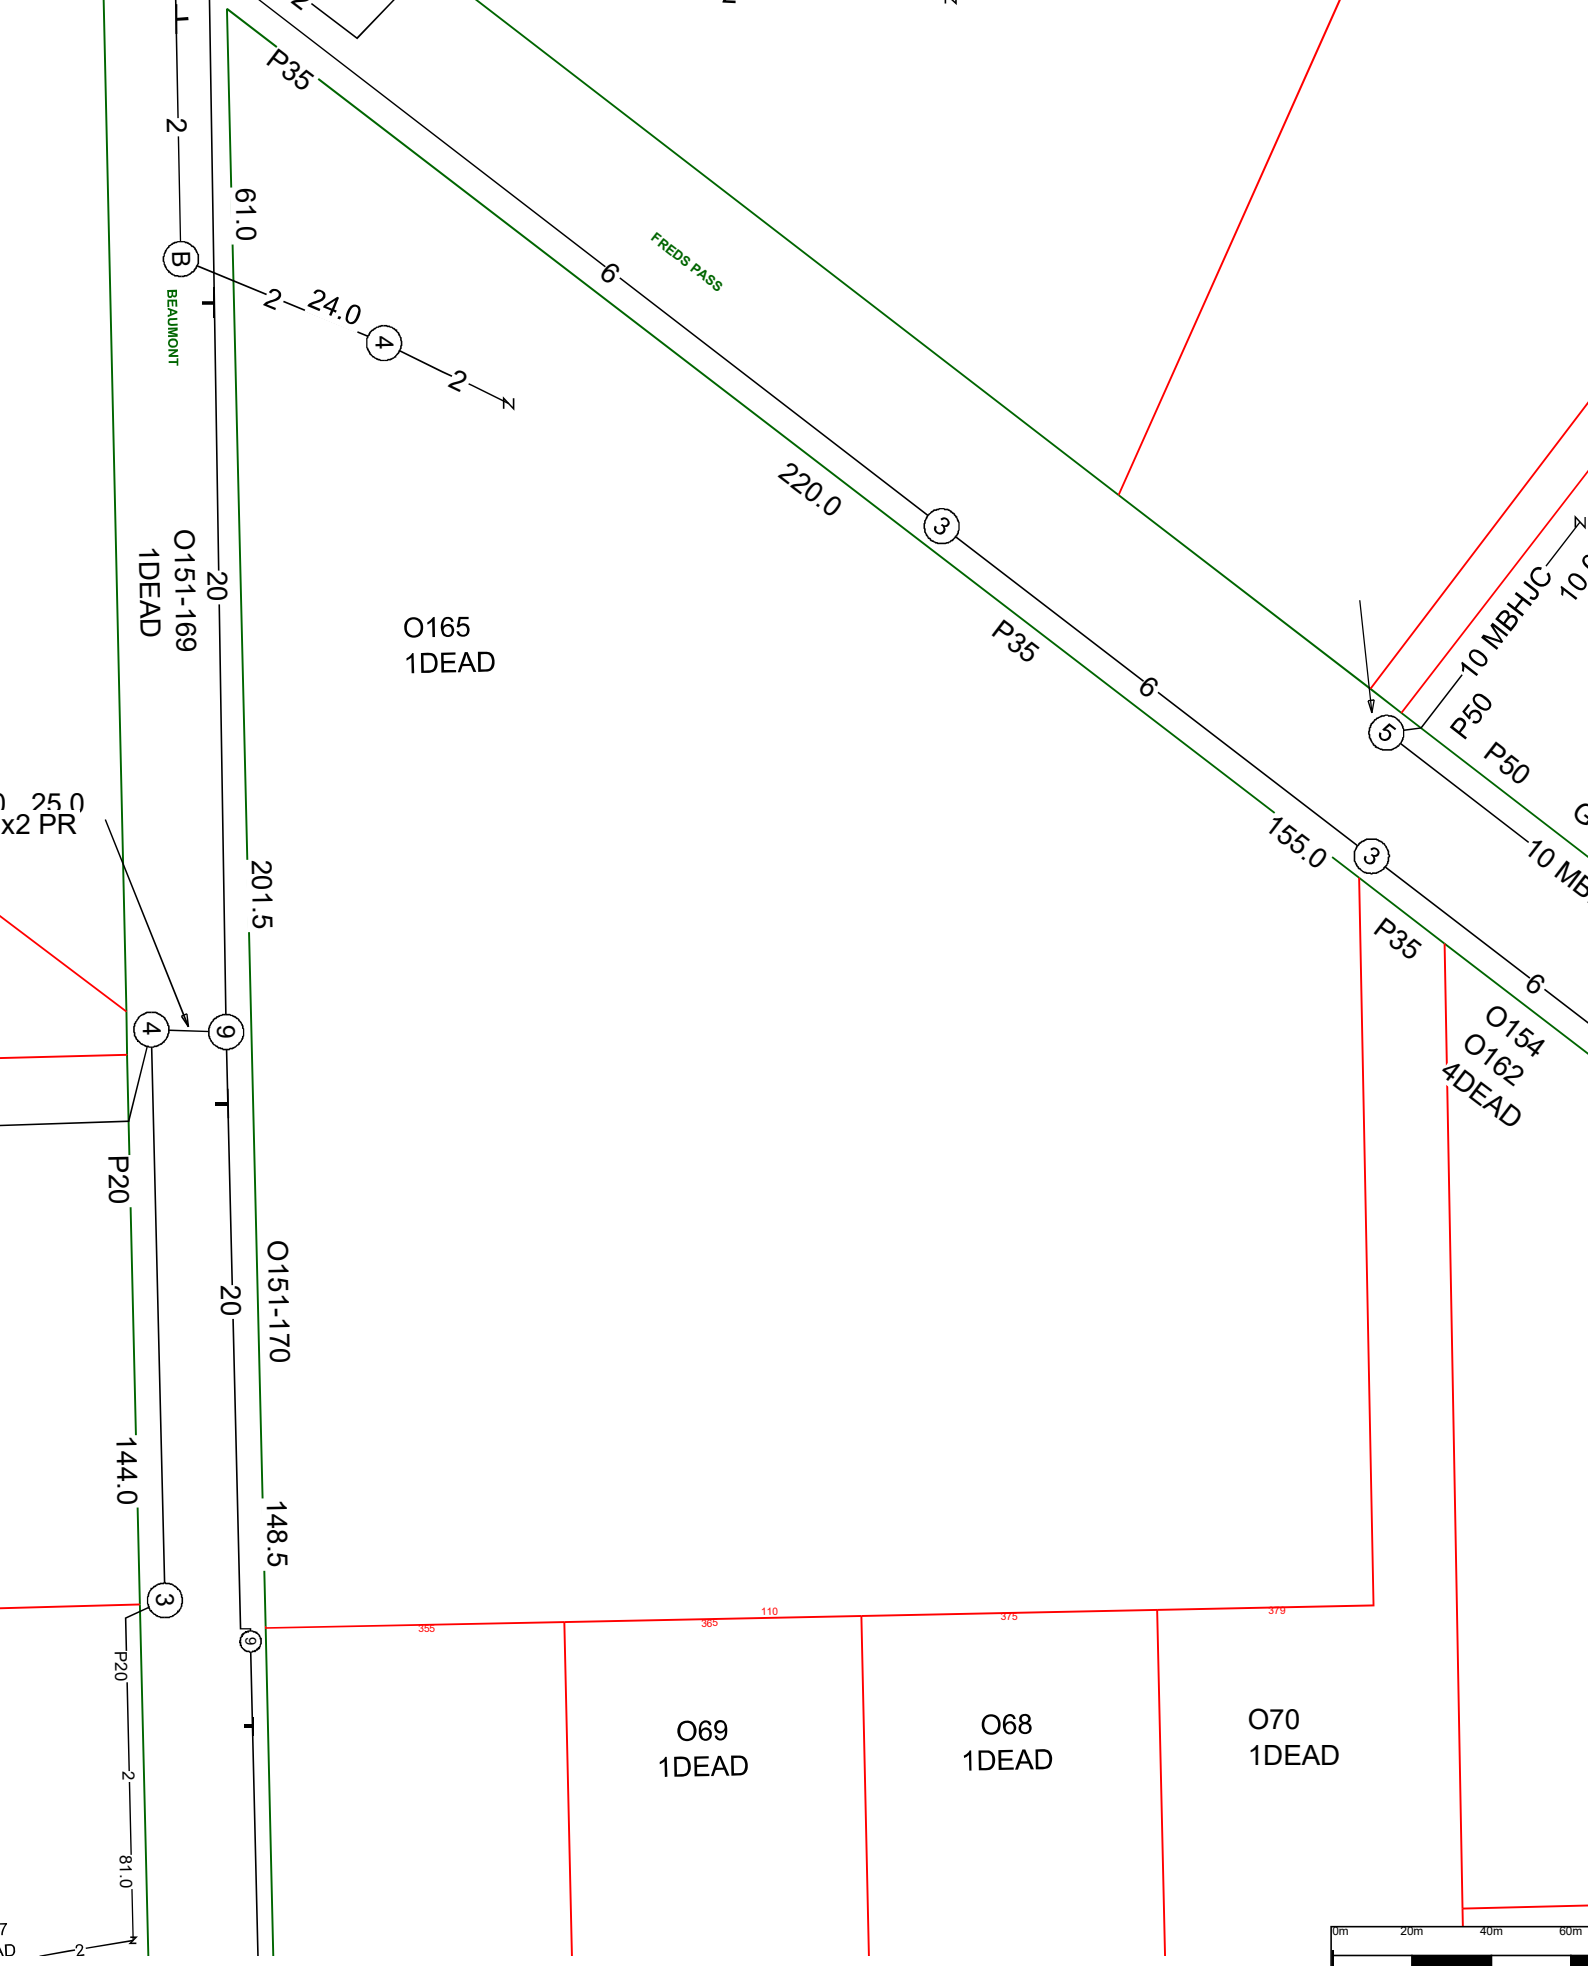 P35
2
61.0
B
BEAUMONT
2
24.0
4
2
Z
FREDS PASS
6
220.0
3
O151-169
1DEAD
20
O165
1DEAD
P35
6
10 MBHJC
Z
5
P50
P50
155.0
3
10 MB
25.0
x2 PR
201.5
P35
6
4
9
O154
O162
4DEAD
P20
20
O151-170
144.0
148.5
3
9
110
355
365
375
379
P20
2
81.0
O69
1DEAD
O68
1DEAD
O70
1DEAD
2
Z
0m 20m 40m 60m